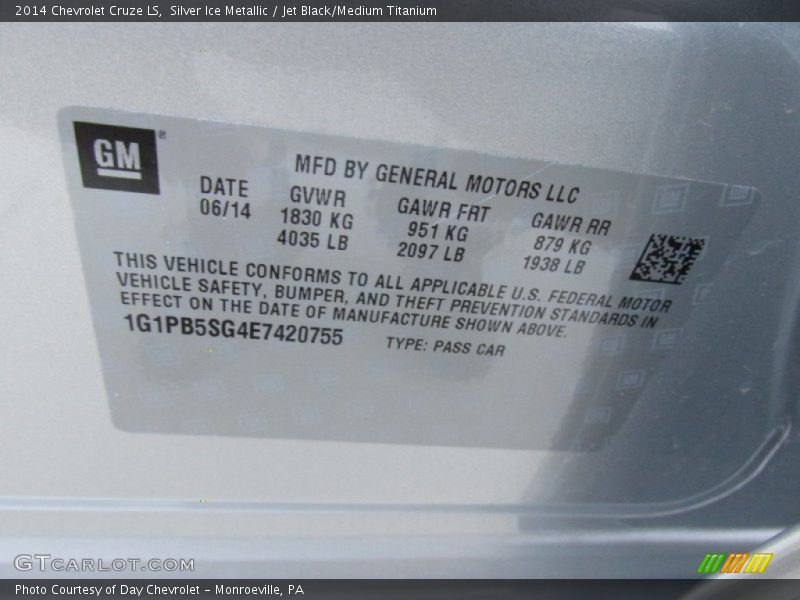 2014 Chevrolet Cruze LS,  Silver Ice Metallic / Jet Black/Medium Titanium
GM ®
MFD BY GENERAL MOTORS LLC
DATE GVWR GAWR FRT GAWR RR
06/14 1830 KG 951 KG 879 KG
4035 LB 2097 LB 1938 LB
THIS VEHICLE CONFORMS TO ALL APPLICABLE U.S. FEDERAL MOTOR
VEHICLE SAFETY, BUMPER, AND THEFT PREVENTION STANDARDS IN
EFFECT ON THE DATE OF MANUFACTURE SHOWN ABOVE.
1G1PB5SG4E7420755 TYPE: PASS CAR
GTCARLOT.COM
Photo Courtesy of Day Chevrolet - Monroeville, PA